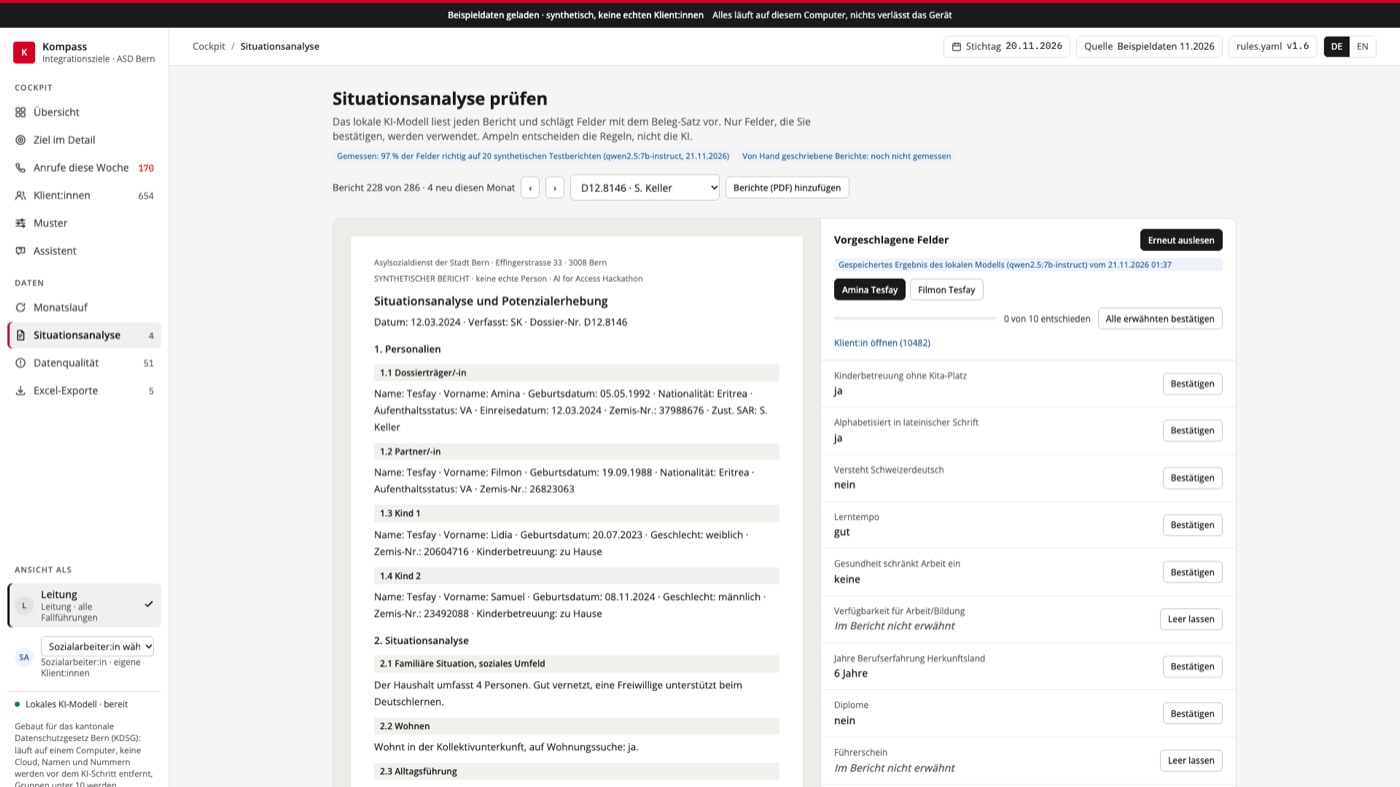 Beispieldaten geladen · synthetisch, keine echten Klient:innen Alles läuft auf diesem Computer, nichts verlässt das Gerät
K
Kompass
Integrationsziele · ASD Bern
Cockpit / Situationsanalyse
Stichtag 20.11.2026
Quelle Beispieldaten 11.2026
rules.yaml v1.6
DE EN
COCKPIT
Übersicht
Ziel im Detail
Anrufe diese Woche 170
Klient:innen 654
Muster
Assistent
DATEN
Monatslauf
Situationsanalyse 4
Datenqualität 51
Excel-Exporte 5
ANSICHT ALS
L
Leitung
Leitung · alle
Fallführungen
SA
Sozialarbeiter:in wäh
Sozialarbeiter:in · eigene
Klient:innen
Lokales KI-Modell · bereit
Gebaut für das kantonale
Datenschutzgesetz Bern (KDSG):
läuft auf einem Computer, keine
Cloud, Namen und Nummern
werden vor dem KI-Schritt entfernt,
Gruppen unter 10 werden
Situationsanalyse prüfen
Das lokale KI-Modell liest jeden Bericht und schlägt Felder mit dem Beleg-Satz vor. Nur Felder, die Sie
bestätigen, werden verwendet. Ampeln entscheiden die Regeln, nicht die KI.
Gemessen: 97 % der Felder richtig auf 20 synthetischen Testberichten (qwen2.5:7b-instruct, 21.11.2026) Von Hand geschriebene Berichte: noch nicht gemessen
Bericht 228 von 286 · 4 neu diesen Monat ‹ › D12.8146 · S. Keller Berichte (PDF) hinzufügen
Asylsozialdienst der Stadt Bern · Effingerstrasse 33 · 3008 Bern
SYNTHETISCHER BERICHT · keine echte Person · AI for Access Hackathon
Situationsanalyse und Potenzialerhebung
Datum: 12.03.2024 · Verfasst: SK · Dossier-Nr. D12.8146
1. Personalien
1.1 Dossierträger/-in
Name: Tesfay · Vorname: Amina · Geburtsdatum: 05.05.1992 · Nationalität: Eritrea ·
Aufenthaltsstatus: VA · Einreisedatum: 12.03.2024 · Zemis-Nr.: 37988676 · Zust. SAR: S.
Keller
1.2 Partner/-in
Name: Tesfay · Vorname: Filmon · Geburtsdatum: 19.09.1988 · Nationalität: Eritrea ·
Aufenthaltsstatus: VA · Zemis-Nr.: 26823063
1.3 Kind 1
Name: Tesfay · Vorname: Lidia · Geburtsdatum: 20.07.2023 · Geschlecht: weiblich ·
Zemis-Nr.: 20604716 · Kinderbetreuung: zu Hause
1.4 Kind 2
Name: Tesfay · Vorname: Samuel · Geburtsdatum: 08.11.2024 · Geschlecht: männlich ·
Zemis-Nr.: 23492088 · Kinderbetreuung: zu Hause
2. Situationsanalyse
2.1 Familiäre Situation, soziales Umfeld
Der Haushalt umfasst 4 Personen. Gut vernetzt, eine Freiwillige unterstützt beim
Deutschlernen.
2.2 Wohnen
Wohnt in der Kollektivunterkunft, auf Wohnungssuche: ja.
2.3 Alltagsführung
Vorgeschlagene Felder
Erneut auslesen
Gespeichertes Ergebnis des lokalen Modells (qwen2.5:7b-instruct) vom 21.11.2026 01:37
Amina Tesfay Filmon Tesfay
0 von 10 entschieden Alle erwähnten bestätigen
Klient:in öffnen (10482)
Kinderbetreuung ohne Kita-Platz
ja
Bestätigen
Alphabetisiert in lateinischer Schrift
ja
Bestätigen
Versteht Schweizerdeutsch
nein
Bestätigen
Lerntempo
gut
Bestätigen
Gesundheit schränkt Arbeit ein
keine
Bestätigen
Verfügbarkeit für Arbeit/Bildung
Im Bericht nicht erwähnt
Leer lassen
Jahre Berufserfahrung Herkunftsland
6 Jahre
Bestätigen
Diplome
nein
Bestätigen
Führerschein
Im Bericht nicht erwähnt
Leer lassen